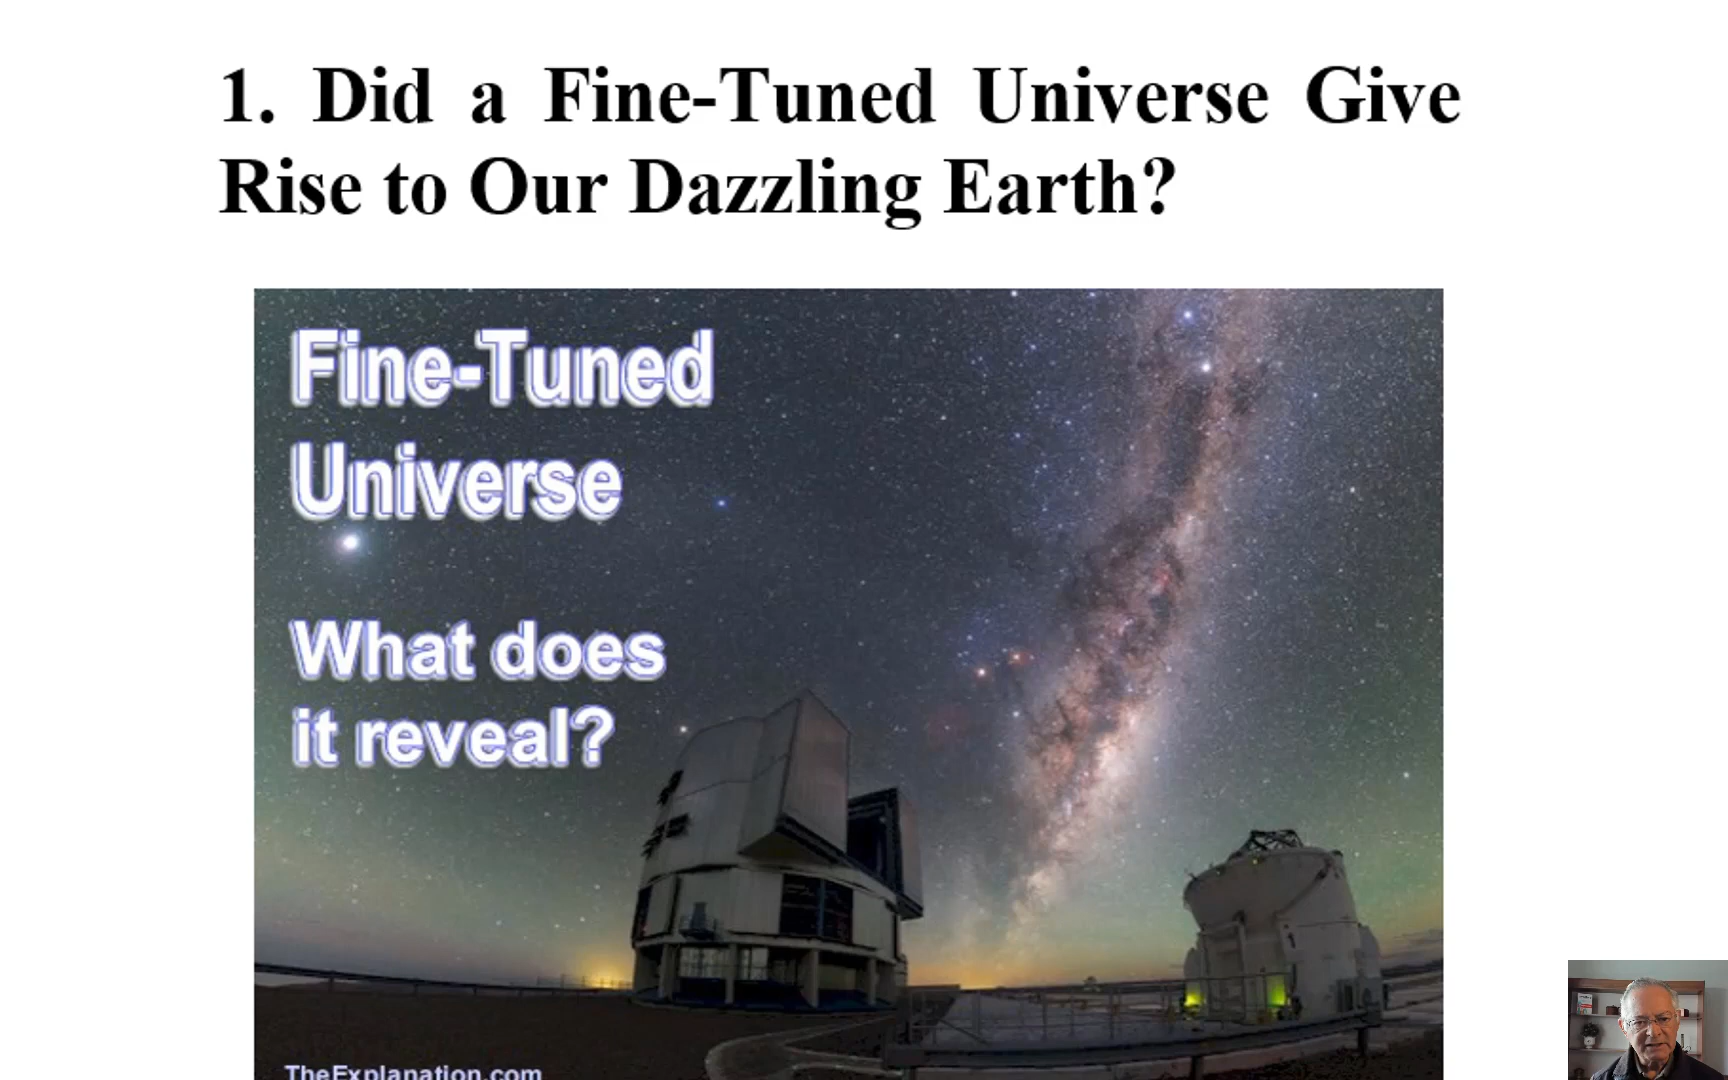 1. Did a Fine-Tuned Universe Give
Rise to Our Dazzling Earth?
Fine-Tuned
Universe
What does
it reveal?
TheExplanation.com